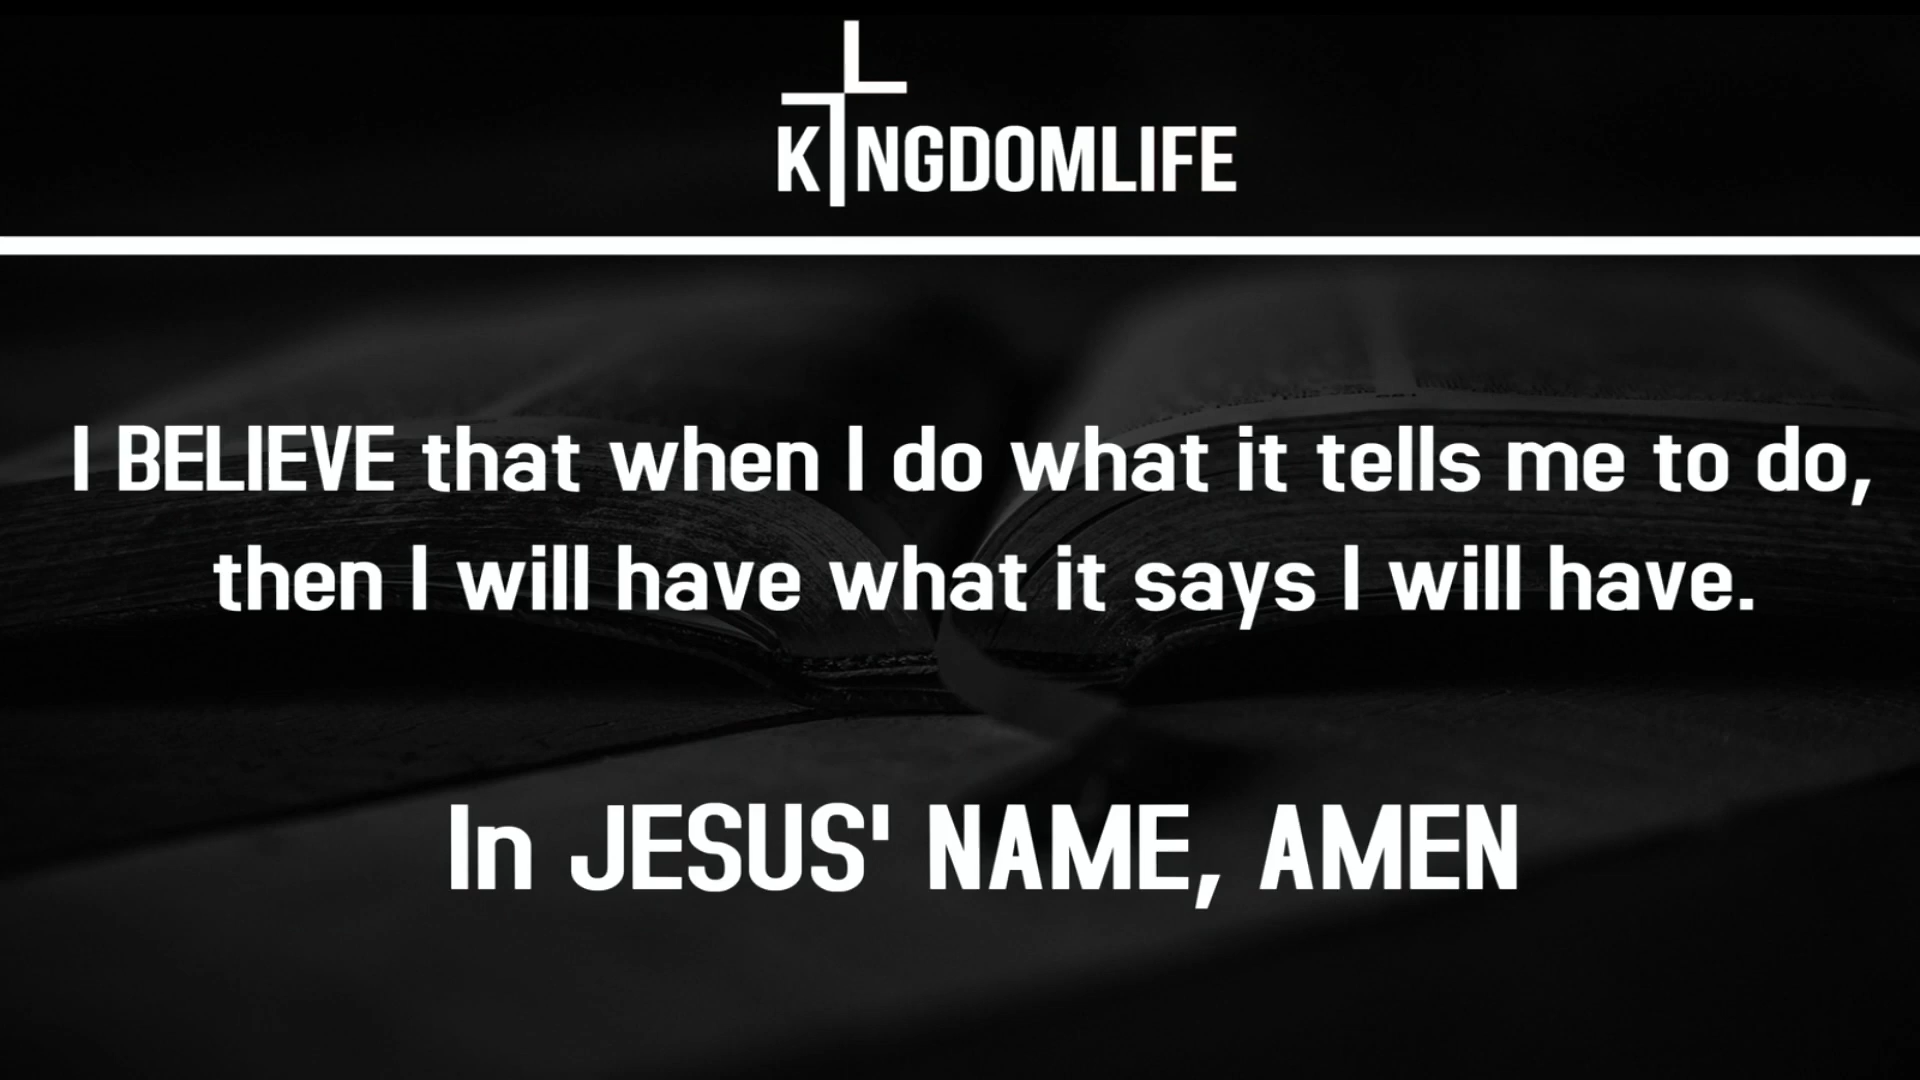 KINGDOMLIFE
I BELIEVE that when I do what it tells me to do,
then I will have what it says I will have.
In JESUS' NAME, AMEN